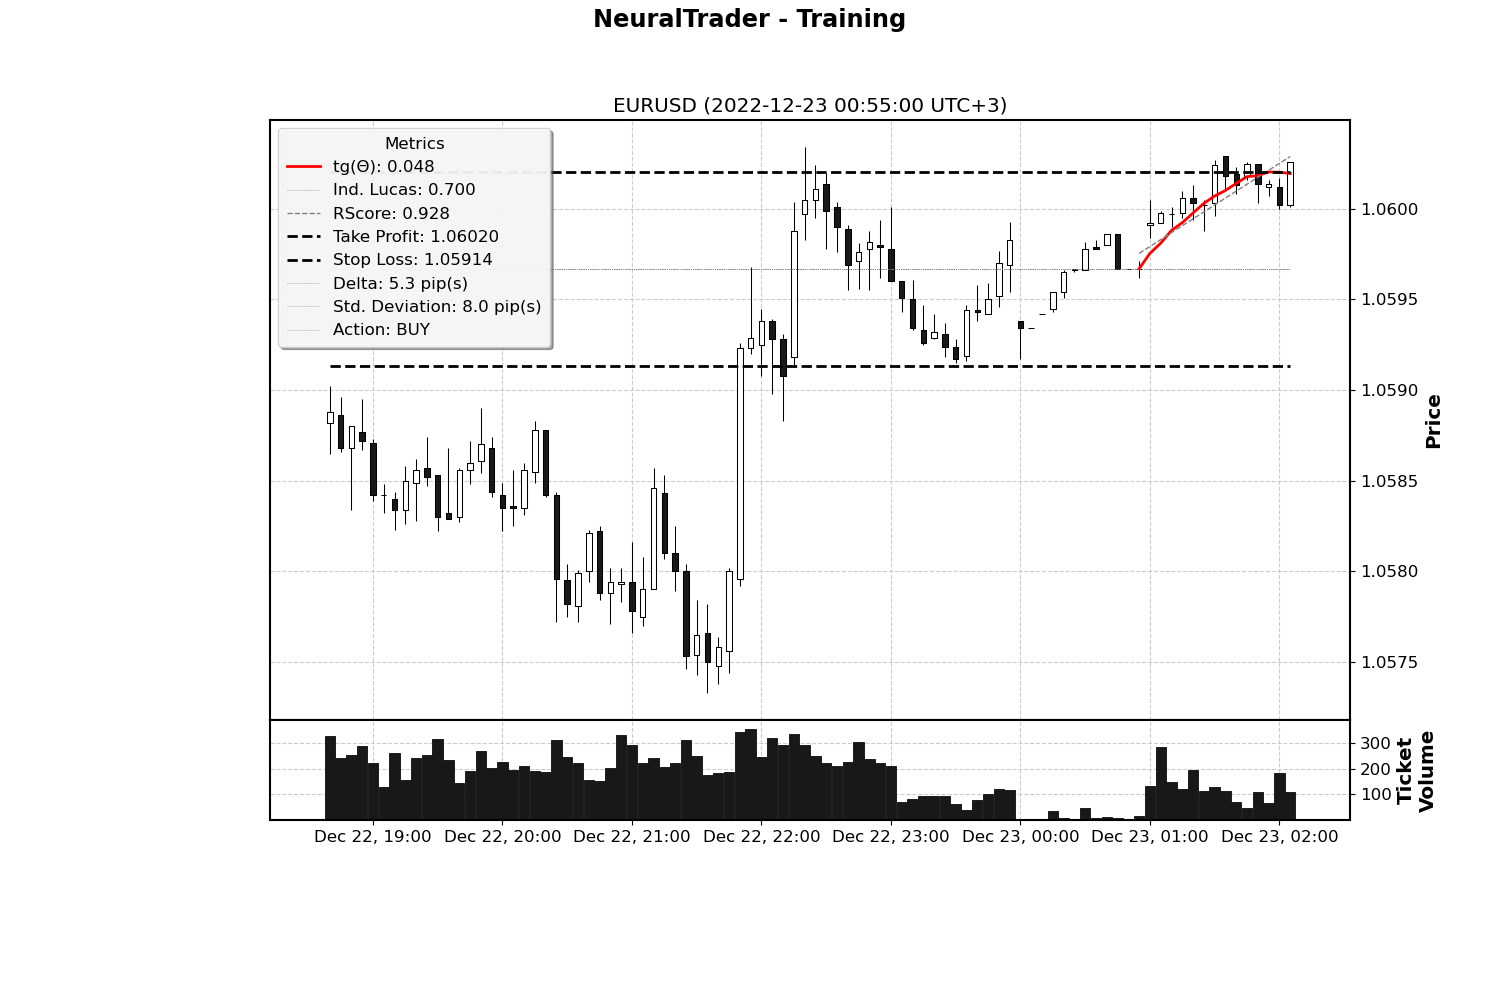 NeuralTrader - Training
EURUSD (2022-12-23 00:55:00 UTC+3)
Metrics
tg(Θ): 0.048
Ind. Lucas: 0.700
RScore: 0.928
Take Profit: 1.06020
Stop Loss: 1.05914
Delta: 5.3 pip(s)
Std. Deviation: 8.0 pip(s)
Action: BUY
1.0600
1.0595
1.0590
1.0585
1.0580
1.0575
Price
300
200
100
Ticket
Volume
Dec 22, 19:00 Dec 22, 20:00 Dec 22, 21:00 Dec 22, 22:00 Dec 22, 23:00 Dec 23, 00:00 Dec 23, 01:00 Dec 23, 02:00